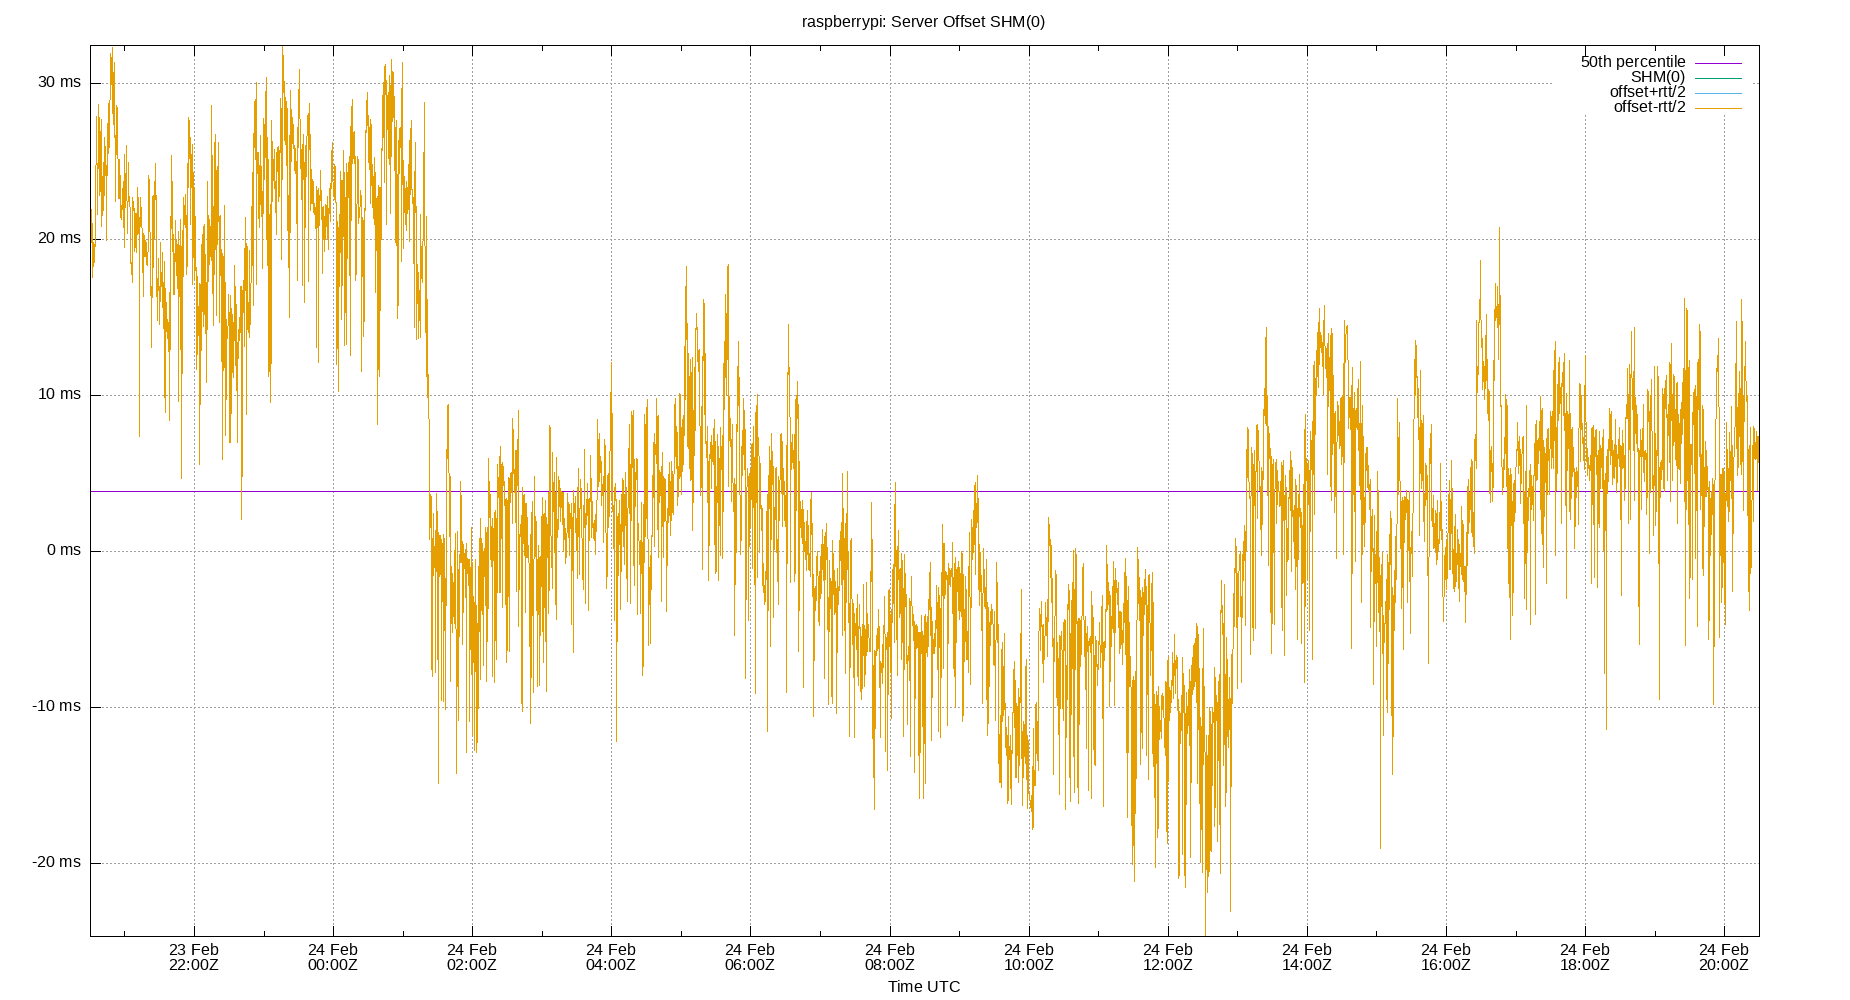 raspberrypi: Server Offset SHM(0)
50th percentile
SHM(0)
offset+rtt/2
offset-rtt/2
30 ms
20 ms
10 ms
0 ms
-10 ms
-20 ms
23 Feb 24 Feb 24 Feb 24 Feb 24 Feb 24 Feb 24 Feb 24 Feb 24 Feb 24 Feb 24 Feb 24 Feb
22:00Z 00:00Z 02:00Z 04:00Z 06:00Z 08:00Z 10:00Z 12:00Z 14:00Z 16:00Z 18:00Z 20:00Z
Time UTC